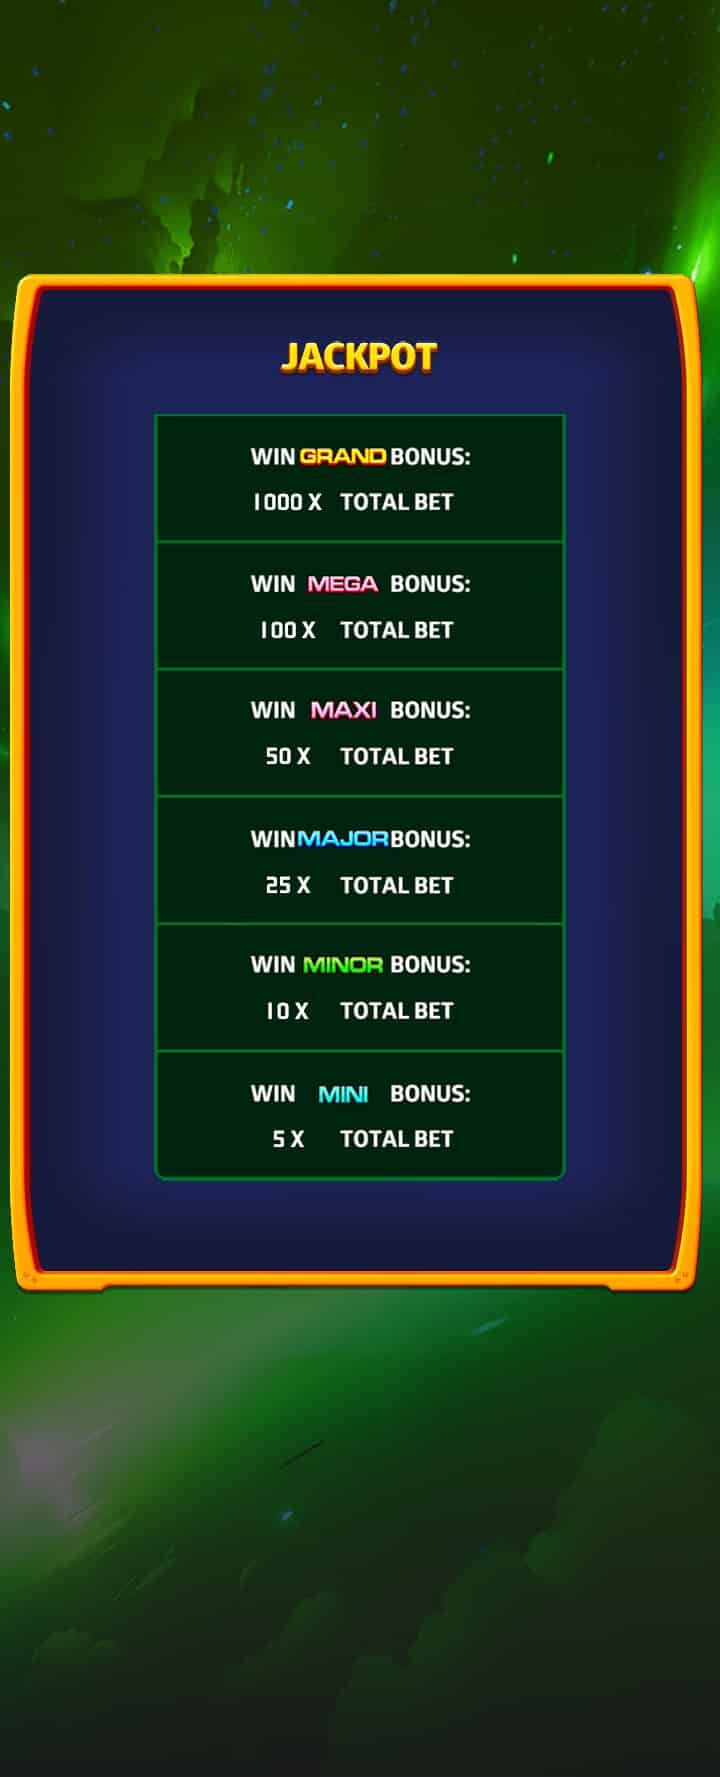 JACKPOT
WIN GRAND BONUS:
1000 X TOTAL BET
WIN MEGA BONUS:
100 X TOTAL BET
WIN MAXI BONUS:
50 X TOTAL BET
WIN MAJOR BONUS:
25 X TOTAL BET
WIN MINOR BONUS:
10 X TOTAL BET
WIN MINI BONUS:
5 X TOTAL BET